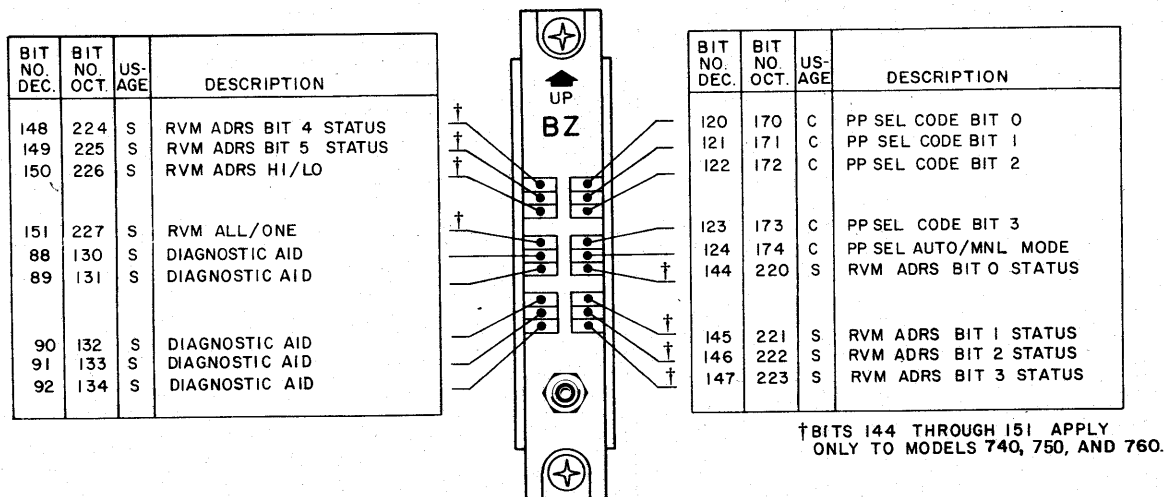 BIT NO. DEC. BIT NO. OCT. US-AGE DESCRIPTION
148 224 S RVM ADRS BIT 4 STATUS †
149 225 S RVM ADRS BIT 5 STATUS †
150 226 S RVM ADRS HI/LO †
151 227 S RVM ALL/ONE †
88 130 S DIAGNOSTIC AID
89 131 S DIAGNOSTIC AID
90 132 S DIAGNOSTIC AID
91 133 S DIAGNOSTIC AID
92 134 S DIAGNOSTIC AID
UP
BZ
BIT NO. DEC. BIT NO. OCT. US-AGE DESCRIPTION
120 170 C PP SEL CODE BIT 0
121 171 C PP SEL CODE BIT 1
122 172 C PP SEL CODE BIT 2
123 173 C PP SEL CODE BIT 3
124 174 C PP SEL AUTO/MNL MODE
† 144 220 S RVM ADRS BIT 0 STATUS
† 145 221 S RVM ADRS BIT 1 STATUS
† 146 222 S RVM ADRS BIT 2 STATUS
† 147 223 S RVM ADRS BIT 3 STATUS
†BITS 144 THROUGH 151 APPLY
ONLY TO MODELS 740, 750, AND 760.